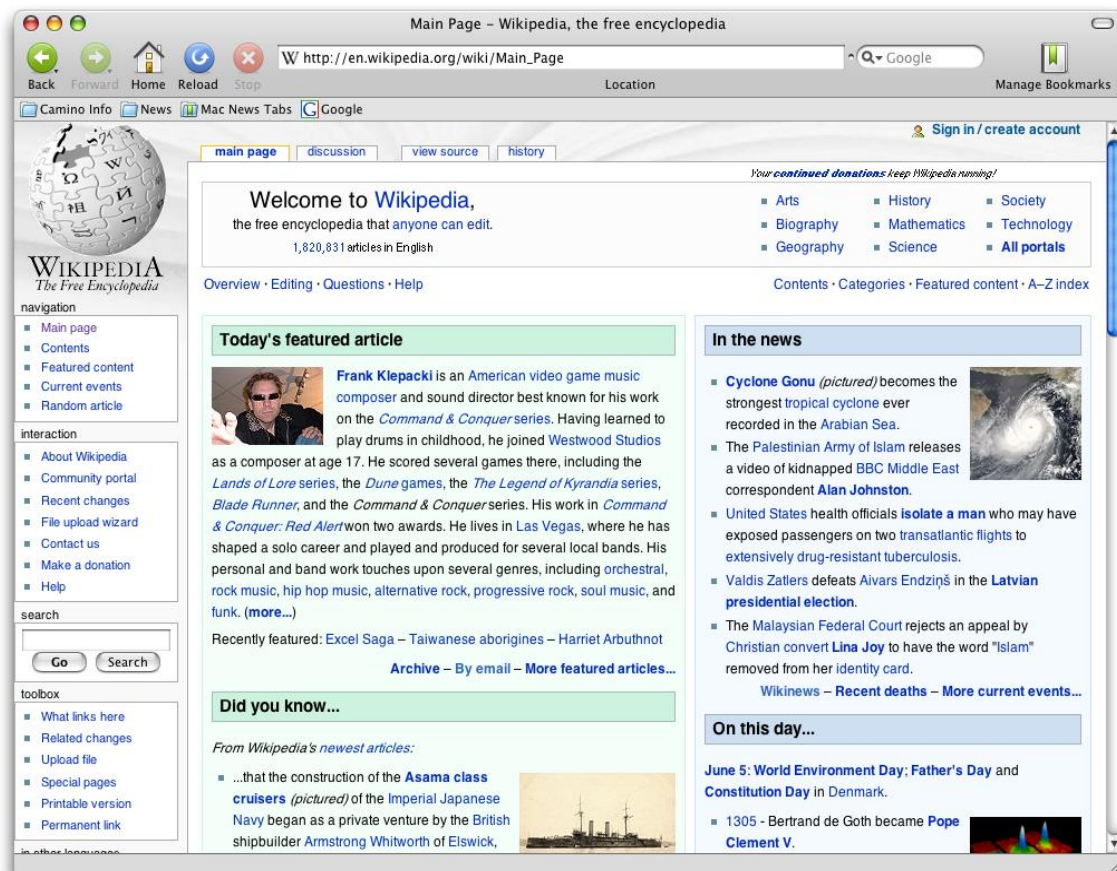 Main Page – Wikipedia, the free encyclopedia
W http://en.wikipedia.org/wiki/Main_Page
Google
Back Forward Home Reload Stop Location Manage Bookmarks
Camino Info News Mac News Tabs Google
Sign in / create account
main page discussion view source history
Your continued donations keep Wikipedia running!
Welcome to Wikipedia,
the free encyclopedia that anyone can edit.
1,820,831 articles in English
Arts History Society
Biography Mathematics Technology
Geography Science All portals
WIKIPEDIA
The Free Encyclopedia
Overview · Editing · Questions · Help
Contents · Categories · Featured content · A–Z index
navigation
Main page
Contents
Featured content
Current events
Random article
interaction
About Wikipedia
Community portal
Recent changes
File upload wizard
Contact us
Make a donation
Help
search
Go Search
toolbox
What links here
Related changes
Upload file
Special pages
Printable version
Permanent link
in other languages
Today's featured article
Frank Klepacki is an American video game music
composer and sound director best known for his work
on the Command & Conquer series. Having learned to
play drums in childhood, he joined Westwood Studios
as a composer at age 17. He scored several games there, including the
Lands of Lore series, the Dune games, the The Legend of Kyrandia series,
Blade Runner, and the Command & Conquer series. His work in Command
& Conquer: Red Alert won two awards. He lives in Las Vegas, where he has
shaped a solo career and played and produced for several local bands. His
personal and band work touches upon several genres, including orchestral,
rock music, hip hop music, alternative rock, progressive rock, soul music, and
funk. (more...)
Recently featured: Excel Saga – Taiwanese aborigines – Harriet Arbuthnot
Archive – By email – More featured articles...
Did you know...
From Wikipedia's newest articles:
...that the construction of the Asama class
cruisers (pictured) of the Imperial Japanese
Navy began as a private venture by the British
shipbuilder Armstrong Whitworth of Elswick,
In the news
Cyclone Gonu (pictured) becomes the
strongest tropical cyclone ever
recorded in the Arabian Sea.
The Palestinian Army of Islam releases
a video of kidnapped BBC Middle East
correspondent Alan Johnston.
United States health officials isolate a man who may have
exposed passengers on two transatlantic flights to
extensively drug-resistant tuberculosis.
Valdis Zatlers defeats Aivars Endziņš in the Latvian
presidential election.
The Malaysian Federal Court rejects an appeal by
Christian convert Lina Joy to have the word "Islam"
removed from her identity card.
Wikinews – Recent deaths – More current events...
On this day...
June 5: World Environment Day; Father's Day and
Constitution Day in Denmark.
1305 - Bertrand de Goth became Pope
Clement V.